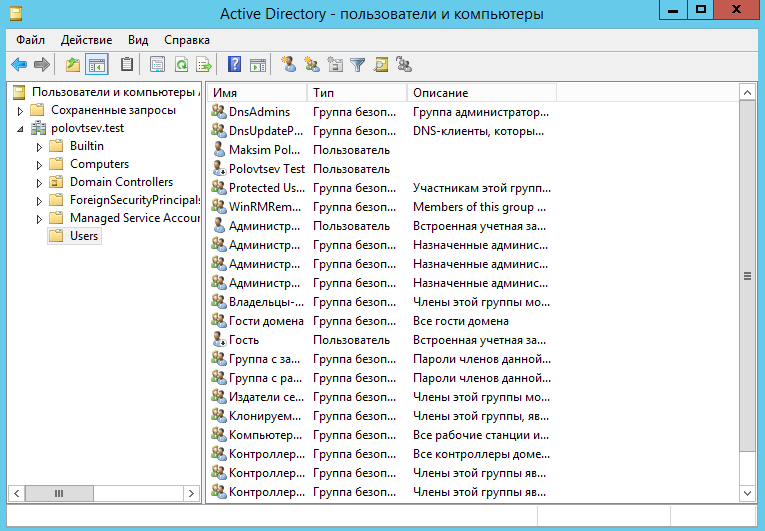 Active Directory - пользователи и компьютеры
Файл Действие Вид Справка
Пользователи и компьютеры
Сохраненные запросы
polovtsev.test
Builtin
Computers
Domain Controllers
ForeignSecurityPrincipals
Managed Service Accour
Users
Имя Тип Описание
DnsAdmins Группа безоп... Группа администратор...
DnsUpdateP... Группа безоп... DNS-клиенты, которы...
Maksim Pol... Пользователь
Polovtsev Test Пользователь
Protected Us... Группа безоп... Участникам этой групп...
WinRMRem... Группа безоп... Members of this group ...
Администр... Пользователь Встроенная учетная за...
Администр... Группа безоп... Назначенные админис...
Администр... Группа безоп... Назначенные админис...
Администр... Группа безоп... Назначенные админис...
Владельцы-... Группа безоп... Члены этой группы мо...
Гости домена Группа безоп... Все гости домена
Гость Пользователь Встроенная учетная за...
Группа с за... Группа безоп... Пароли членов данной...
Группа с ра... Группа безоп... Пароли членов данной...
Издатели се... Группа безоп... Члены этой группы мо...
Клонируем... Группа безоп... Члены этой группы, яв...
Компьютер... Группа безоп... Все рабочие станции и...
Контроллер... Группа безоп... Все контроллеры доме...
Контроллер... Группа безоп... Члены этой группы яв...
Контроллер... Группа безоп... Члены этой группы яв...